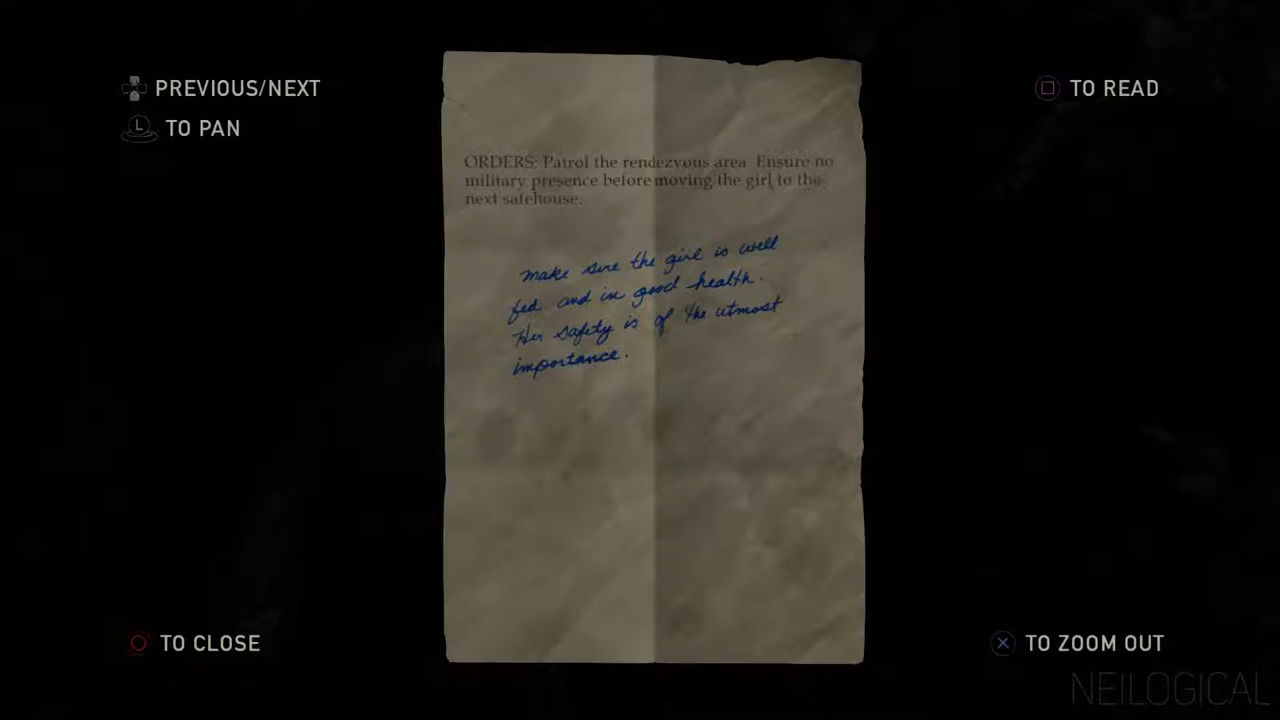 PREVIOUS/NEXT
L TO PAN
TO READ
ORDERS: Patrol the rendezvous area Ensure no
military presence before moving the girl to the
next safehouse.
make sure the girl is well
fed and in good health.
Her safety is of the utmost
importance.
TO CLOSE
TO ZOOM OUT
NEILOGICAL